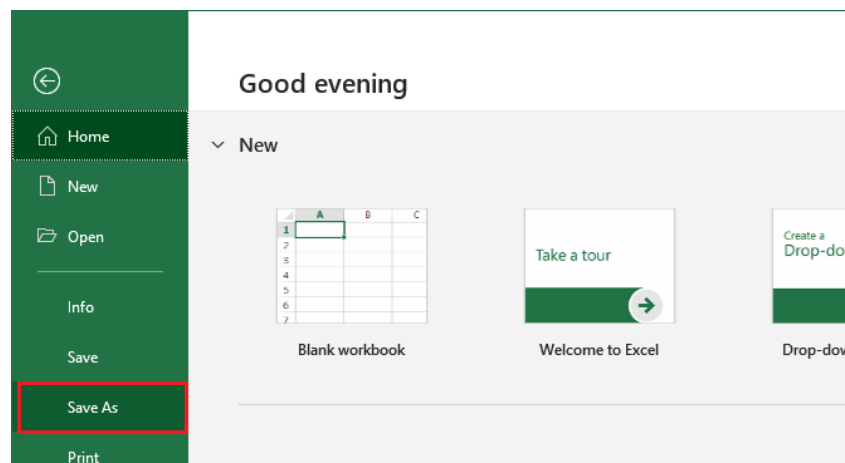 Good evening
Home
New
New
A B C
1
2
3
4
5
6
7
Open
Take a tour
Create a
Drop-do
Info
Blank workbook
Welcome to Excel
Drop-dov
Save
Save As
Print